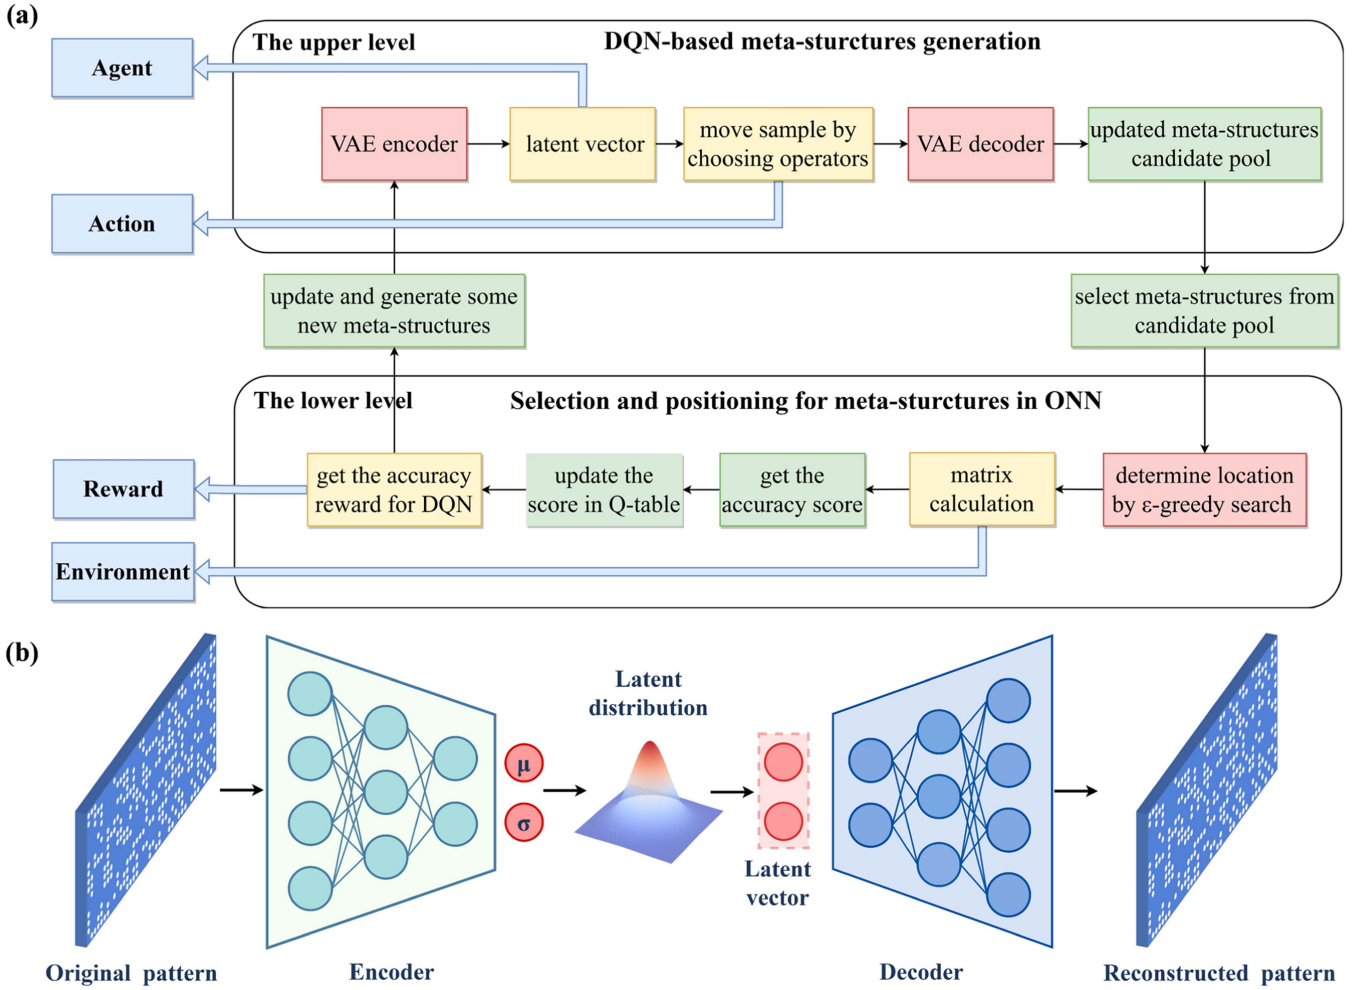 (a)
The upper level
DQN-based meta-sturctures generation
Agent
VAE encoder
latent vector
move sample by
choosing operators
VAE decoder
updated meta-structures
candidate pool
Action
update and generate some
new meta-structures
select meta-structures from
candidate pool
The lower level
Selection and positioning for meta-sturctures in ONN
Reward
get the accuracy
reward for DQN
update the
score in Q-table
get the
accuracy score
matrix
calculation
determine location
by ε-greedy search
Environment
(b)
Latent
distribution
μ
σ
Latent
vector
Original pattern
Encoder
Decoder
Reconstructed pattern